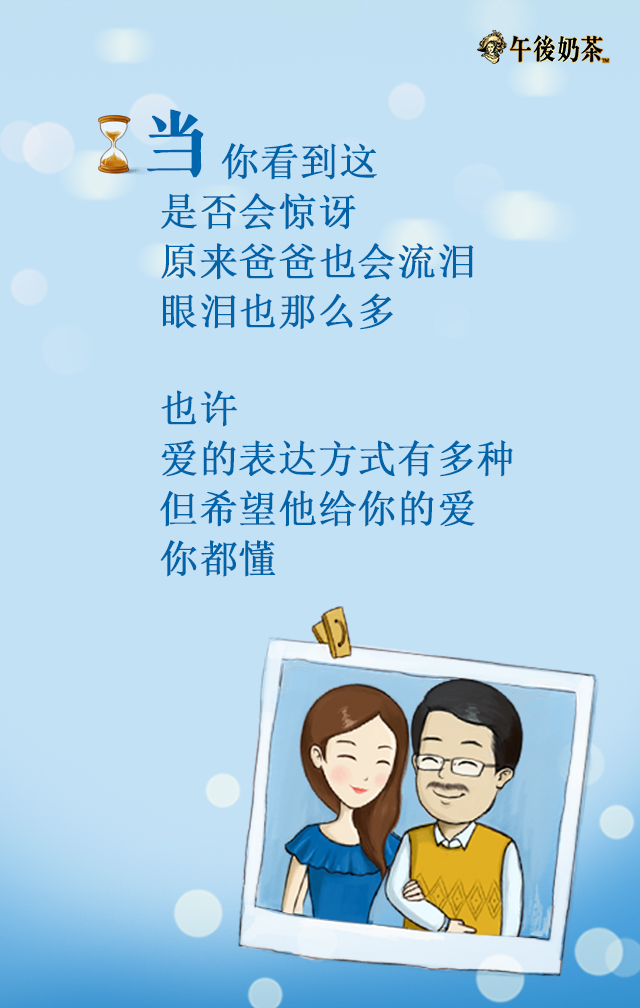 午後奶茶™
当你看到这
是否会惊讶
原来爸爸也会流泪
眼泪也那么多
也许
爱的表达方式有多种
但希望他给你的爱
你都懂